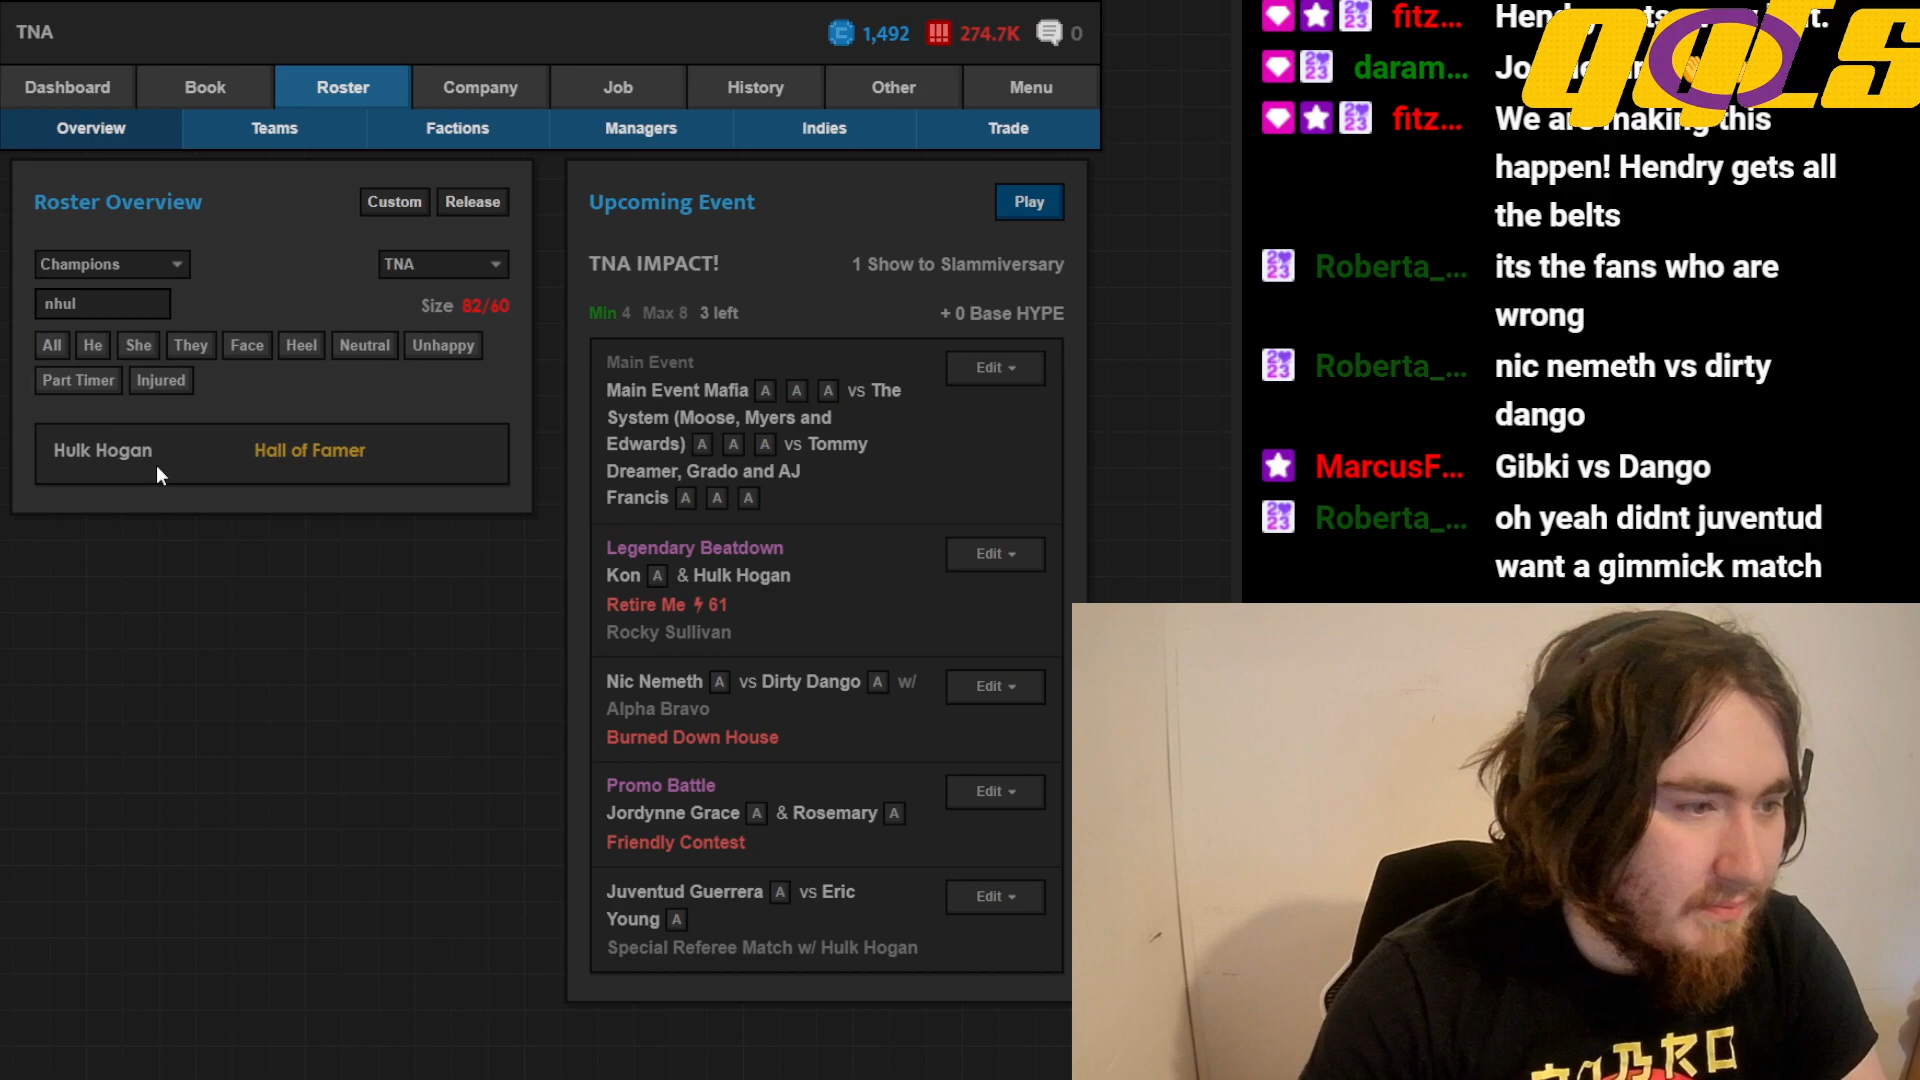 TNA
1,492 274.7K 0
Dashboard Book Roster Company Job History Other Menu
Overview Teams Factions Managers Indies Trade
Roster Overview Custom Release
Champions TNA
nhul Size 82/60
All He She They Face Heel Neutral Unhappy
Part Timer Injured
Hulk Hogan Hall of Famer
Upcoming Event Play
TNA IMPACT! 1 Show to Slammiversary
Min 4 Max 8 3 left + 0 Base HYPE
Main Event Edit
Main Event Mafia A A A vs The
System (Moose, Myers and
Edwards) A A A vs Tommy
Dreamer, Grado and AJ
Francis A A A
Legendary Beatdown Edit
Kon A & Hulk Hogan
Retire Me 61
Rocky Sullivan
Nic Nemeth A vs Dirty Dango A w/ Edit
Alpha Bravo
Burned Down House
Promo Battle Edit
Jordynne Grace A & Rosemary A
Friendly Contest
Juventud Guerrera A vs Eric Edit
Young A
Special Referee Match w/ Hulk Hogan
fitz...
daram...
fitz... We are making this
happen! Hendry gets all
the belts
Roberta_... its the fans who are
wrong
Roberta_... nic nemeth vs dirty
dango
MarcusF... Gibki vs Dango
Roberta_... oh yeah didnt juventud
want a gimmick match